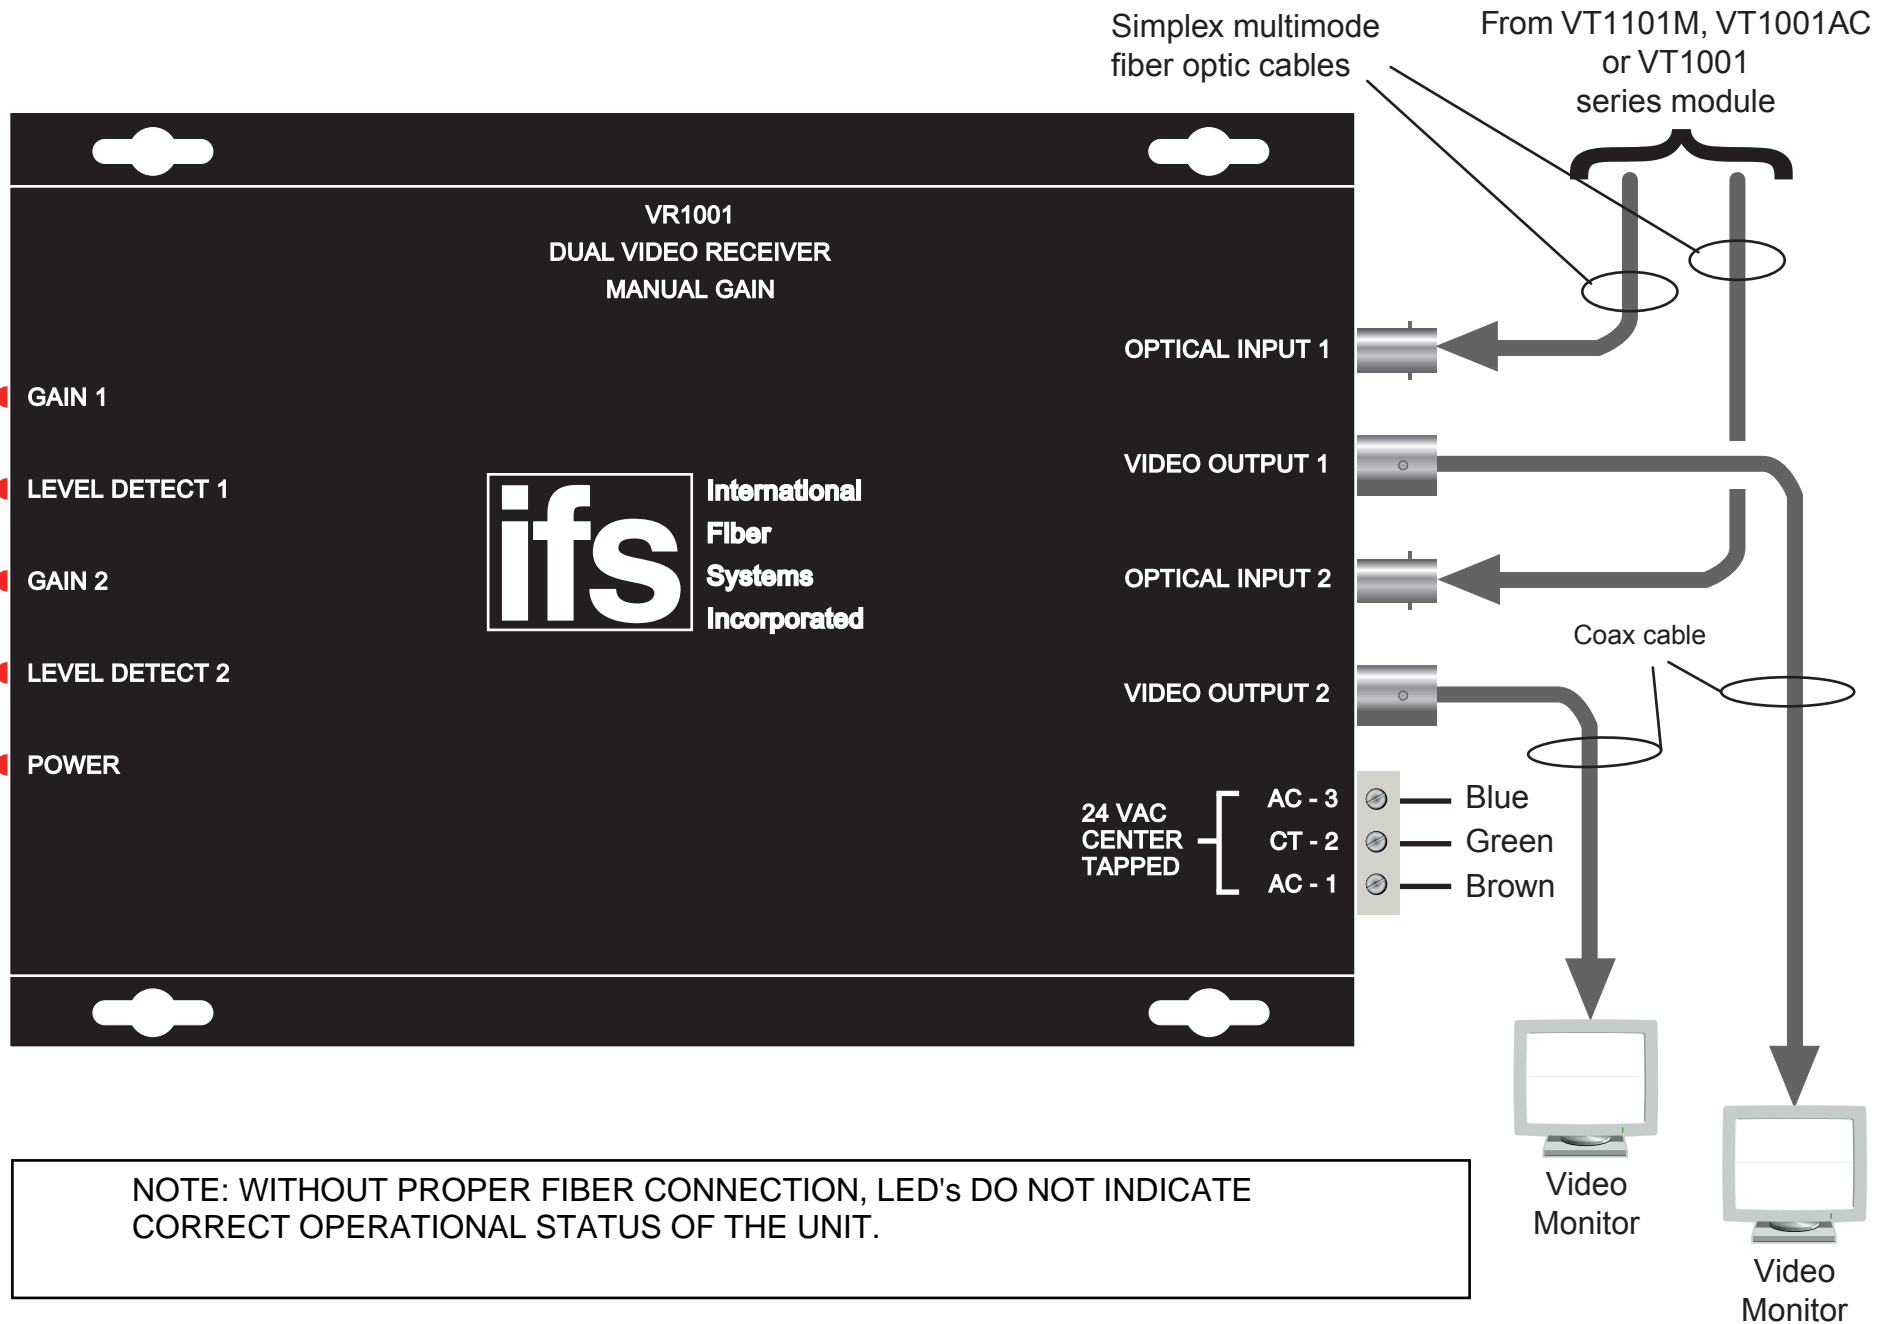 Simplex multimode
fiber optic cables
From VT1101M, VT1001AC
or VT1001
series module
VR1001
DUAL VIDEO RECEIVER
MANUAL GAIN
GAIN 1
LEVEL DETECT 1
GAIN 2
LEVEL DETECT 2
POWER
ifs
International
Fiber
Systems
Incorporated
OPTICAL INPUT 1
VIDEO OUTPUT 1
OPTICAL INPUT 2
VIDEO OUTPUT 2
Coax cable
24 VAC
CENTER
TAPPED
AC - 3
CT - 2
AC - 1
Blue
Green
Brown
Video
Monitor
Video
Monitor
NOTE: WITHOUT PROPER FIBER CONNECTION, LED's DO NOT INDICATE
CORRECT OPERATIONAL STATUS OF THE UNIT.